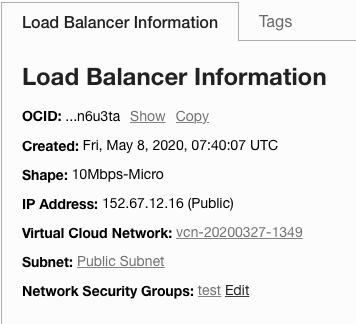 Load Balancer Information
Tags
Load Balancer Information
OCID: ...n6u3ta Show Copy
Created: Fri, May 8, 2020, 07:40:07 UTC
Shape: 10Mbps-Micro
IP Address: 152.67.12.16 (Public)
Virtual Cloud Network: vcn-20200327-1349
Subnet: Public Subnet
Network Security Groups: test Edit